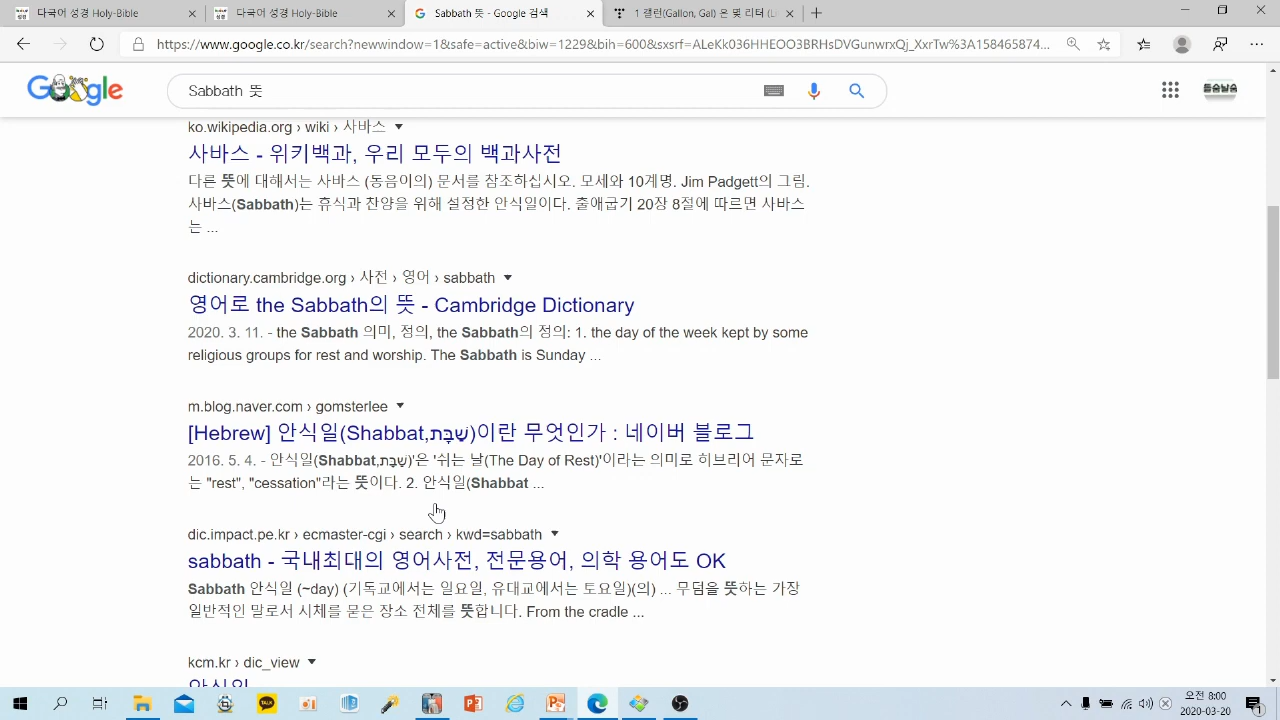 다국어 성경 Holy-Bible
다국어 성경 Holy-Bible
Sabbath 뜻 - Google 검색
1 갤런(Gallon, Gal) 은 몇 리터 (L
https://www.google.co.kr/search?newwindow=1&safe=active&biw=1229&bih=600&sxsrf=ALeKk036HHEOO3BRHsDVGunwrxQj_XxrTw%3A158465874...
Google
Sabbath 뜻
들숨날숨
ko.wikipedia.org › wiki › 사바스
사바스 - 위키백과, 우리 모두의 백과사전
다른 뜻에 대해서는 사바스 (동음이의) 문서를 참조하십시오. 모세와 10계명. Jim Padgett의 그림.
사바스(Sabbath)는 휴식과 찬양을 위해 설정한 안식일이다. 출애굽기 20장 8절에 따르면 사바스
는 ...
dictionary.cambridge.org › 사전 › 영어 › sabbath
영어로 the Sabbath의 뜻 - Cambridge Dictionary
2020. 3. 11. - the Sabbath 의미, 정의, the Sabbath의 정의: 1. the day of the week kept by some
religious groups for rest and worship. The Sabbath is Sunday ...
m.blog.naver.com › gomsterlee
[Hebrew] 안식일(Shabbat,שַׁבָּת)이란 무엇인가 : 네이버 블로그
2016. 5. 4. - 안식일(Shabbat,שַׁבָּת)'은 '쉬는 날(The Day of Rest)'이라는 의미로 히브리어 문자로
는 "rest", "cessation"라는 뜻이다. 2. 안식일(Shabbat ...
dic.impact.pe.kr › ecmaster-cgi › search › kwd=sabbath
sabbath - 국내최대의 영어사전, 전문용어, 의학 용어도 OK
Sabbath 안식일 (~day) (기독교에서는 일요일, 유대교에서는 토요일)(의) ... 무덤을 뜻하는 가장
일반적인 말로서 시체를 묻은 장소 전체를 뜻합니다. From the cradle ...
kcm.kr › dic_view
안식일
TALK
오전 8:00
2020-03-20